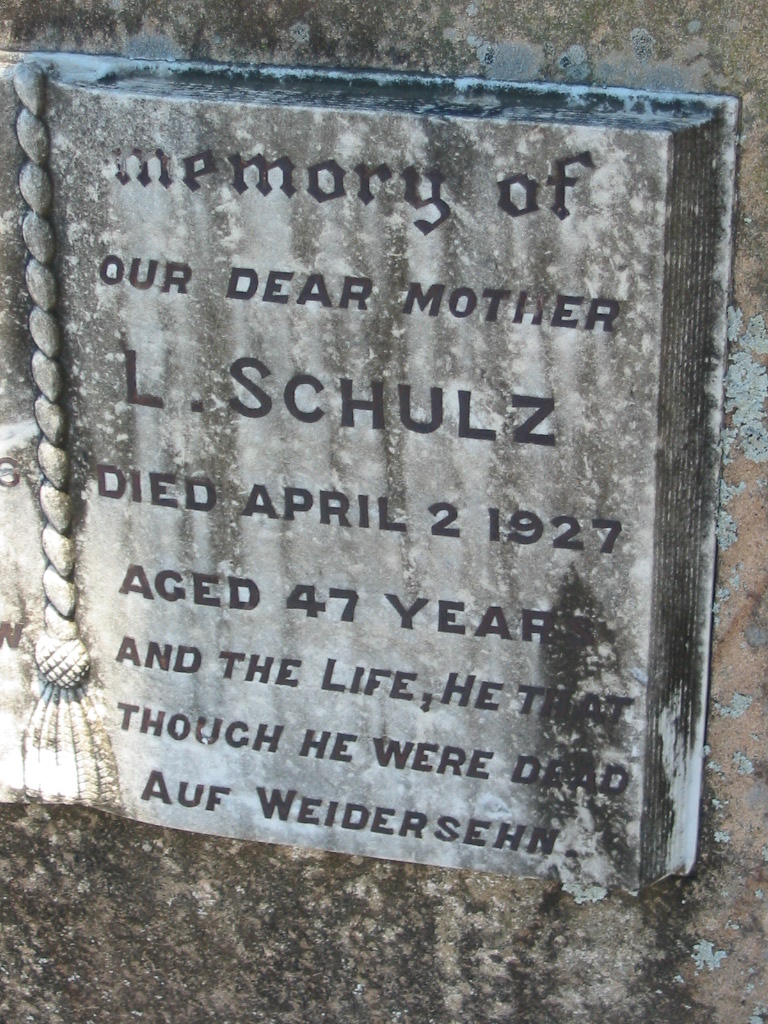 memory of
OUR DEAR MOTHER
L. SCHULZ
DIED APRIL 2 1927
AGED 47 YEARS
AND THE LIFE, HE THAT
THOUGH HE WERE DEAD
AUF WEIDERSEHN.